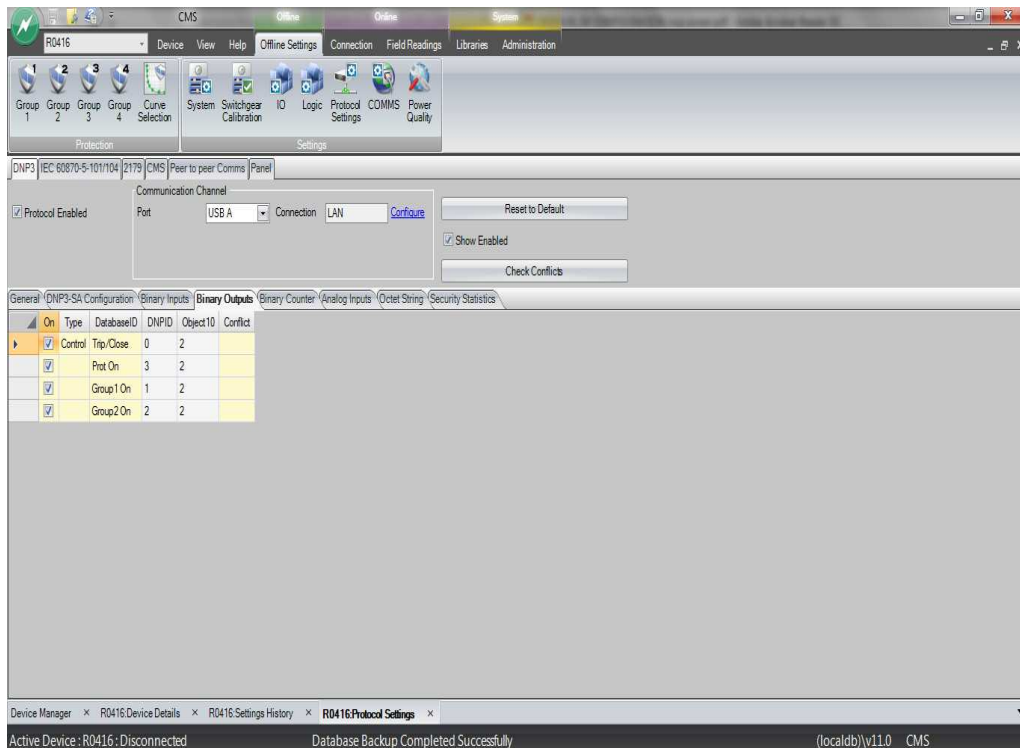 CMS Offline Online System
R0416 Device View Help Offline Settings Connection Field Readings Libraries Administration
1 2 3 4
Group 1 Group 2 Group 3 Group 4 Curve Selection System Switchgear Calibration IO Logic Protocol Settings COMMS Power Quality
Protection Settings
DNP3 IEC 60870-5-101/104 2179 CMS Peer to peer Comms Panel
Communication Channel
Protocol Enabled Port USB A Connection LAN Configure Reset to Default
Show Enabled
Check Conflicts
General DNP3-SA Configuration Binary Inputs Binary Outputs Binary Counter Analog Inputs Octet String Security Statistics
On Type DatabaseID DNPID Object10 Conflict
Control Trip/Close 0 2
Prot On 3 2
Group1 On 1 2
Group2 On 2 2
Device Manager × R0416:Device Details × R0416:Settings History × R0416:Protocol Settings ×
Active Device : R0416 : Disconnected Database Backup Completed Successfully (localdb)\v11.0 CMS